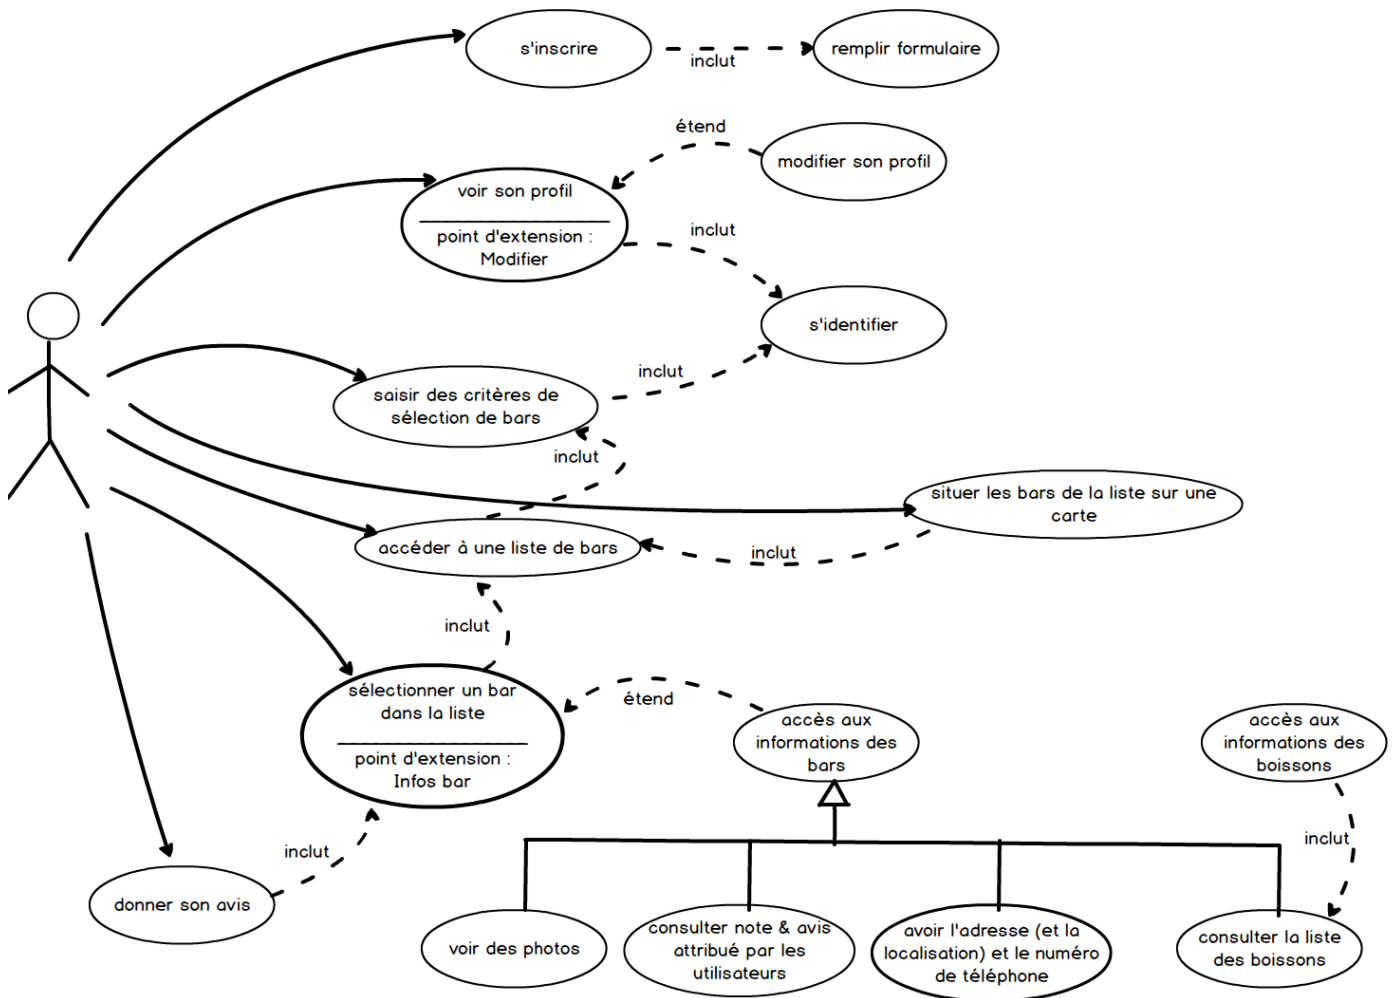 s'inscrire
inclut
remplir formulaire
étend
modifier son profil
voir son profil
point d'extension :
Modifier
inclut
s'identifier
inclut
saisir des critères de
sélection de bars
inclut
situer les bars de la liste sur une
carte
accéder à une liste de bars
inclut
inclut
sélectionner un bar
dans la liste
point d'extension :
Infos bar
étend
accès aux
informations des
bars
accès aux
informations des
boissons
inclut
inclut
donner son avis
voir des photos
consulter note & avis
attribué par les
utilisateurs
avoir l'adresse (et la
localisation) et le numéro
de téléphone
consulter la liste
des boissons